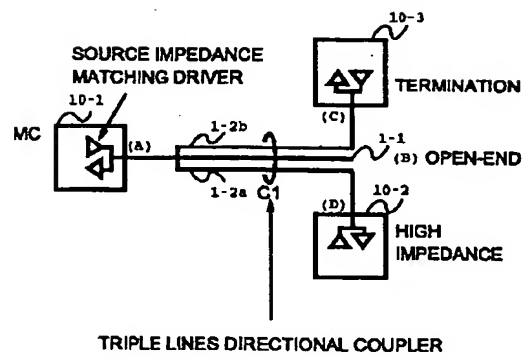 10-3
SOURCE IMPEDANCE
MATCHING DRIVER
TERMINATION
10-1
MC
(A)
1-2b
(C)
1-1
(B) OPEN-END
1-2a
C1
(D)
10-2
HIGH
IMPEDANCE
TRIPLE LINES DIRECTIONAL COUPLER